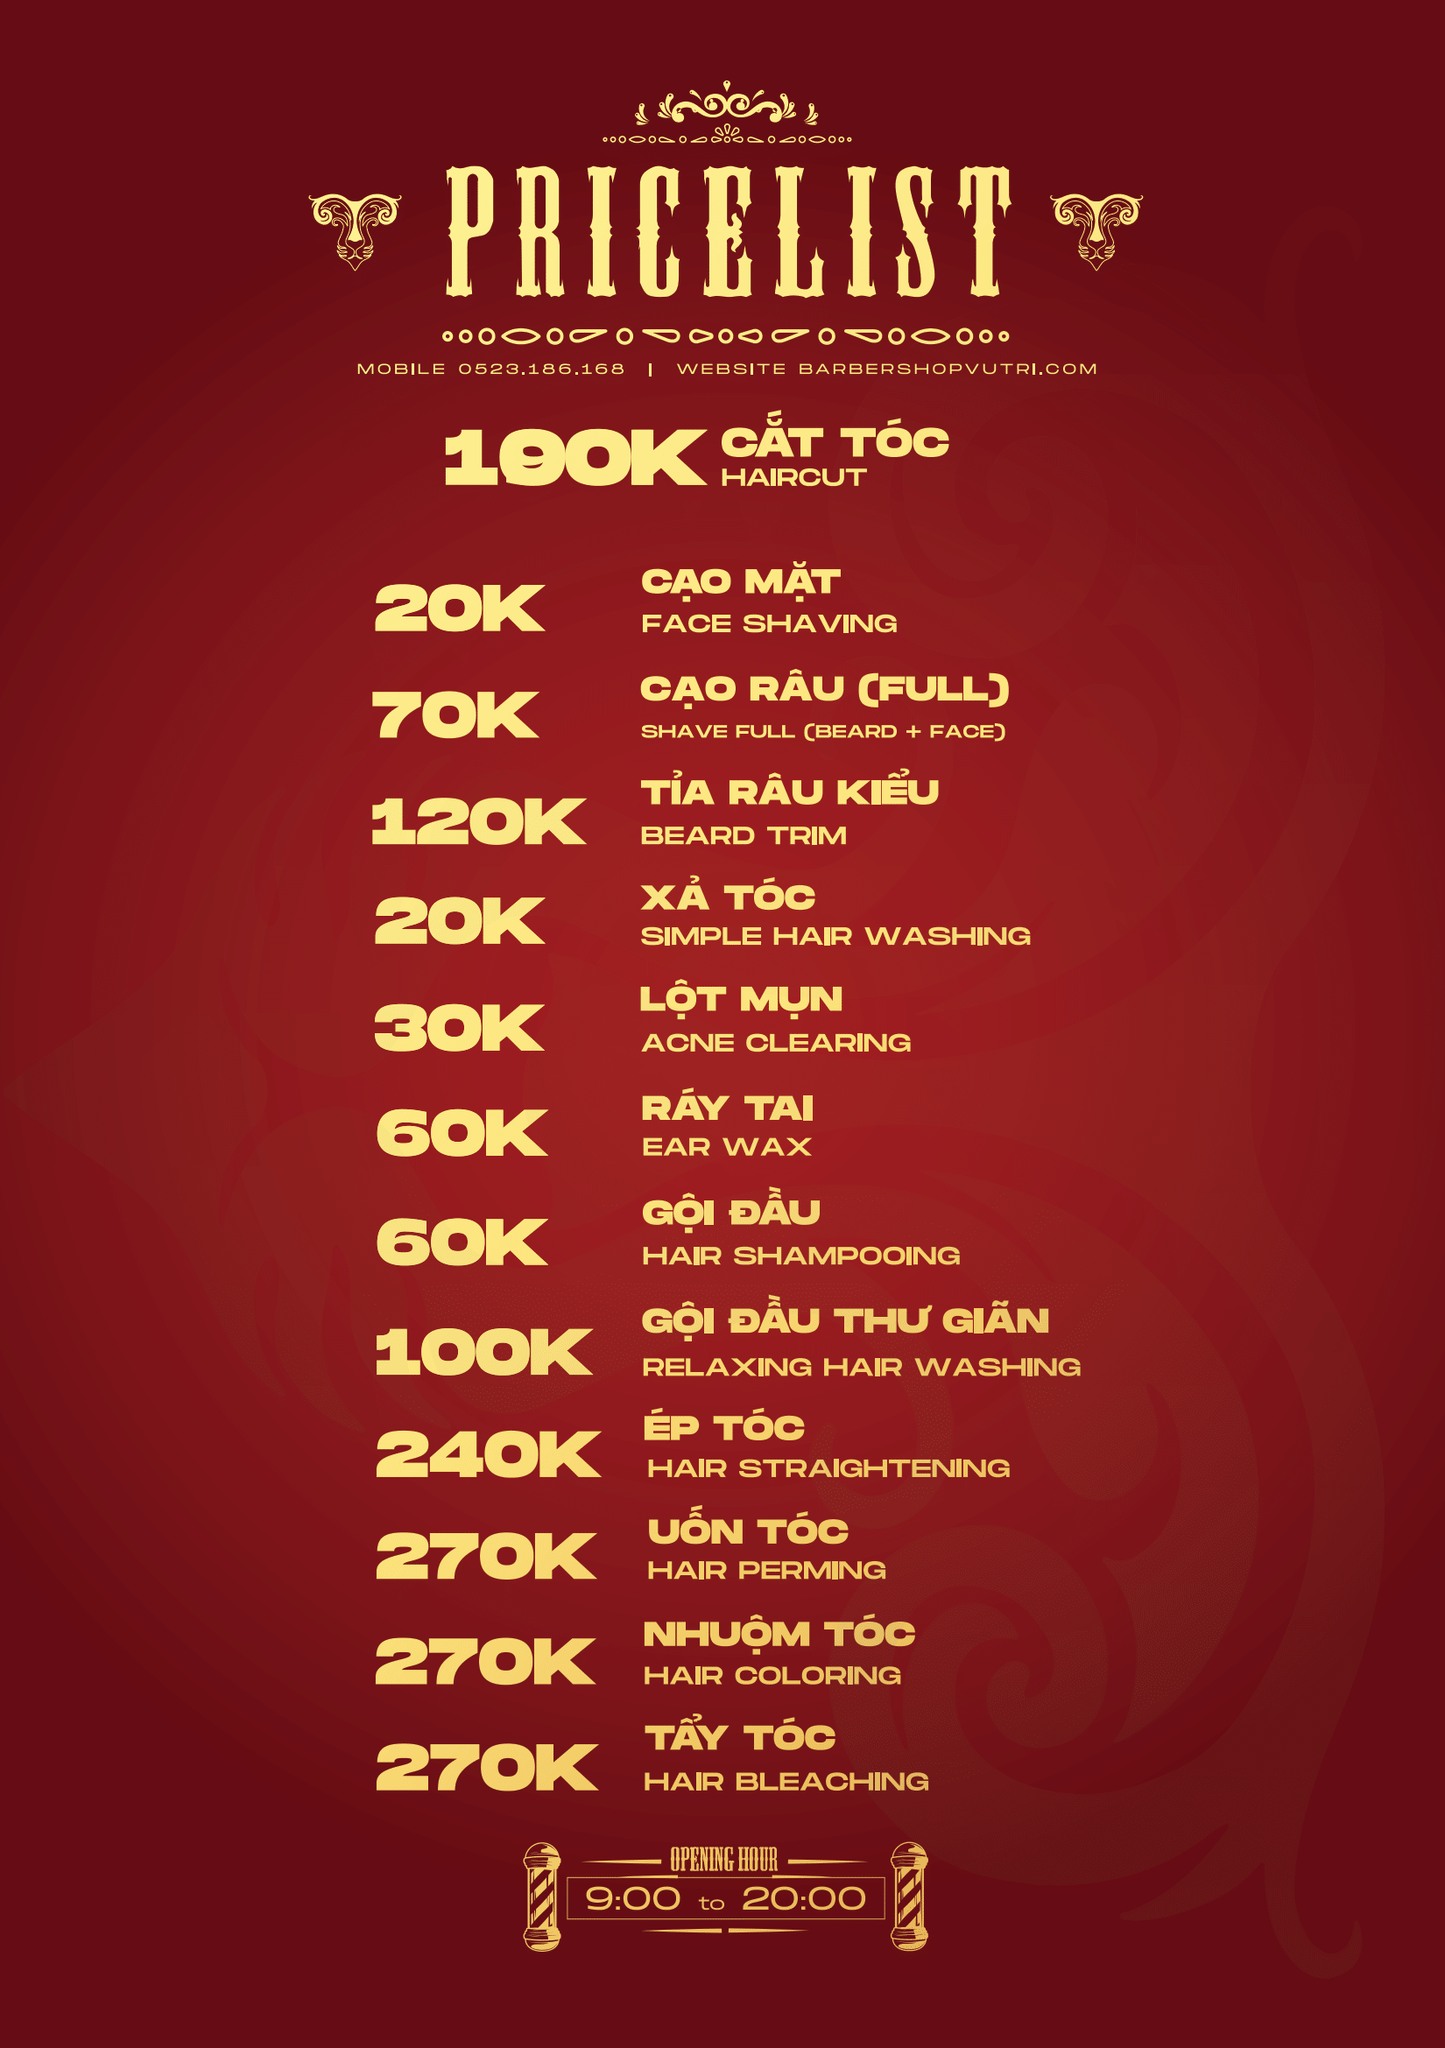 PRICELIST
MOBILE 0523.186.168 | WEBSITE BARBERSHOPVUTRI.COM
190K CẮT TÓC
HAIRCUT
20K CẠO MẶT
FACE SHAVING
70K CẠO RÂU (FULL)
SHAVE FULL (BEARD + FACE)
120K TỈA RÂU KIỂU
BEARD TRIM
20K XẢ TÓC
SIMPLE HAIR WASHING
30K LỘT MỤN
ACNE CLEARING
60K RÁY TAI
EAR WAX
60K GỘI ĐẦU
HAIR SHAMPOOING
100K GỘI ĐẦU THƯ GIÃN
RELAXING HAIR WASHING
240K ÉP TÓC
HAIR STRAIGHTENING
270K UỐN TÓC
HAIR PERMING
270K NHUỘM TÓC
HAIR COLORING
270K TẨY TÓC
HAIR BLEACHING
OPENING HOUR
9:00 to 20:00